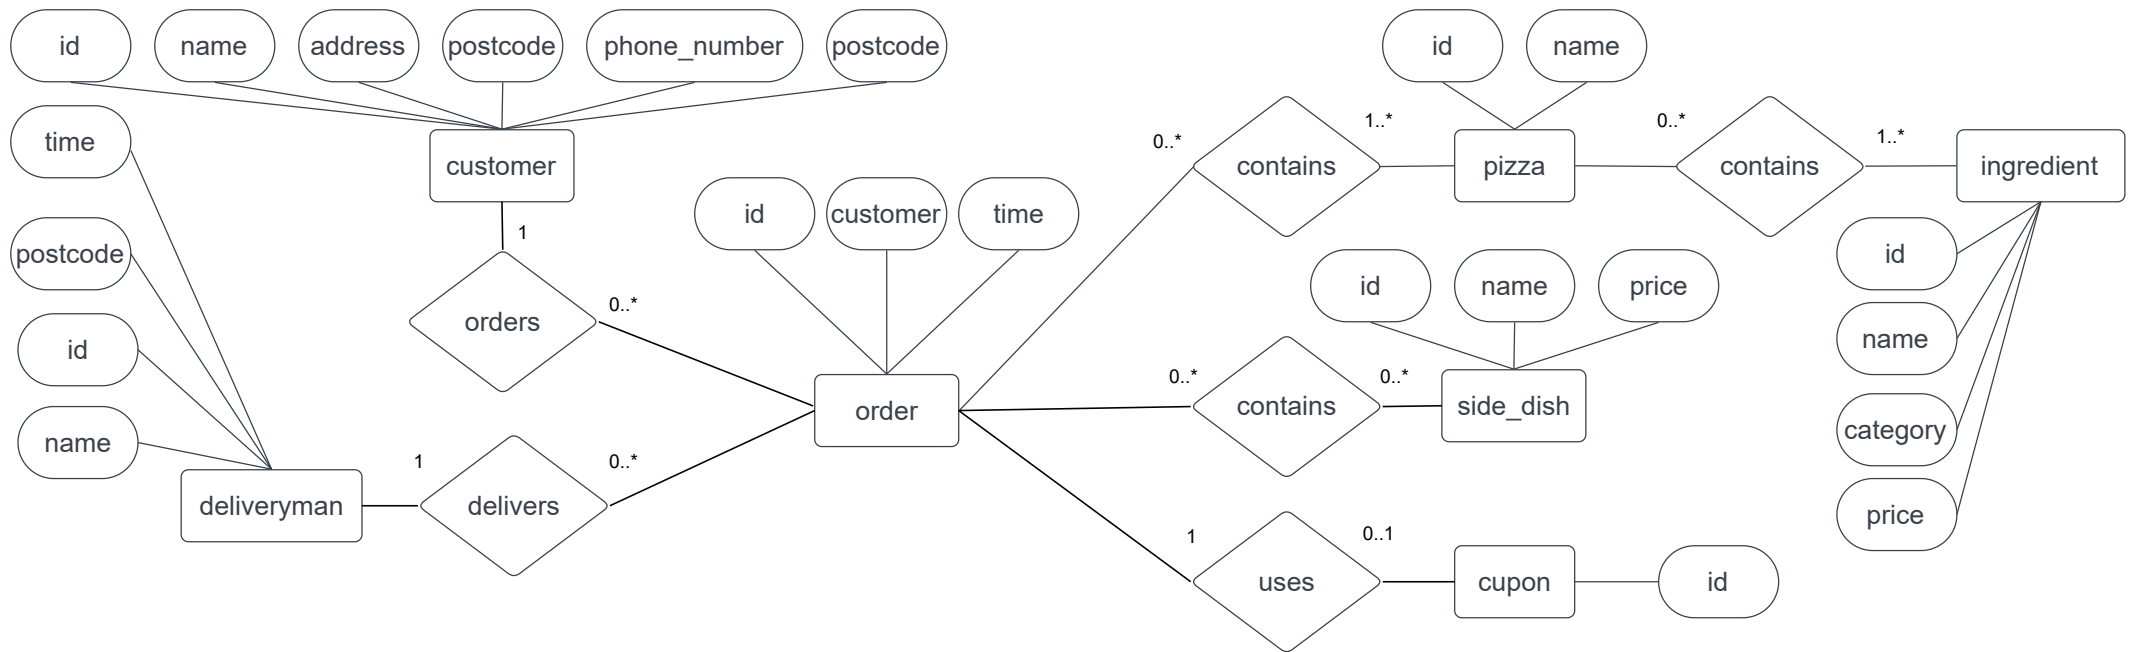 id
name
address
postcode
phone_number
postcode
id
name
time
customer
0..*
contains
1..*
pizza
0..*
contains
1..*
ingredient
postcode
1
id
customer
time
id
orders
0..*
id
name
price
name
id
name
category
price
deliveryman
1
delivers
0..*
order
0..*
contains
0..*
side_dish
1
uses
0..1
cupon
id